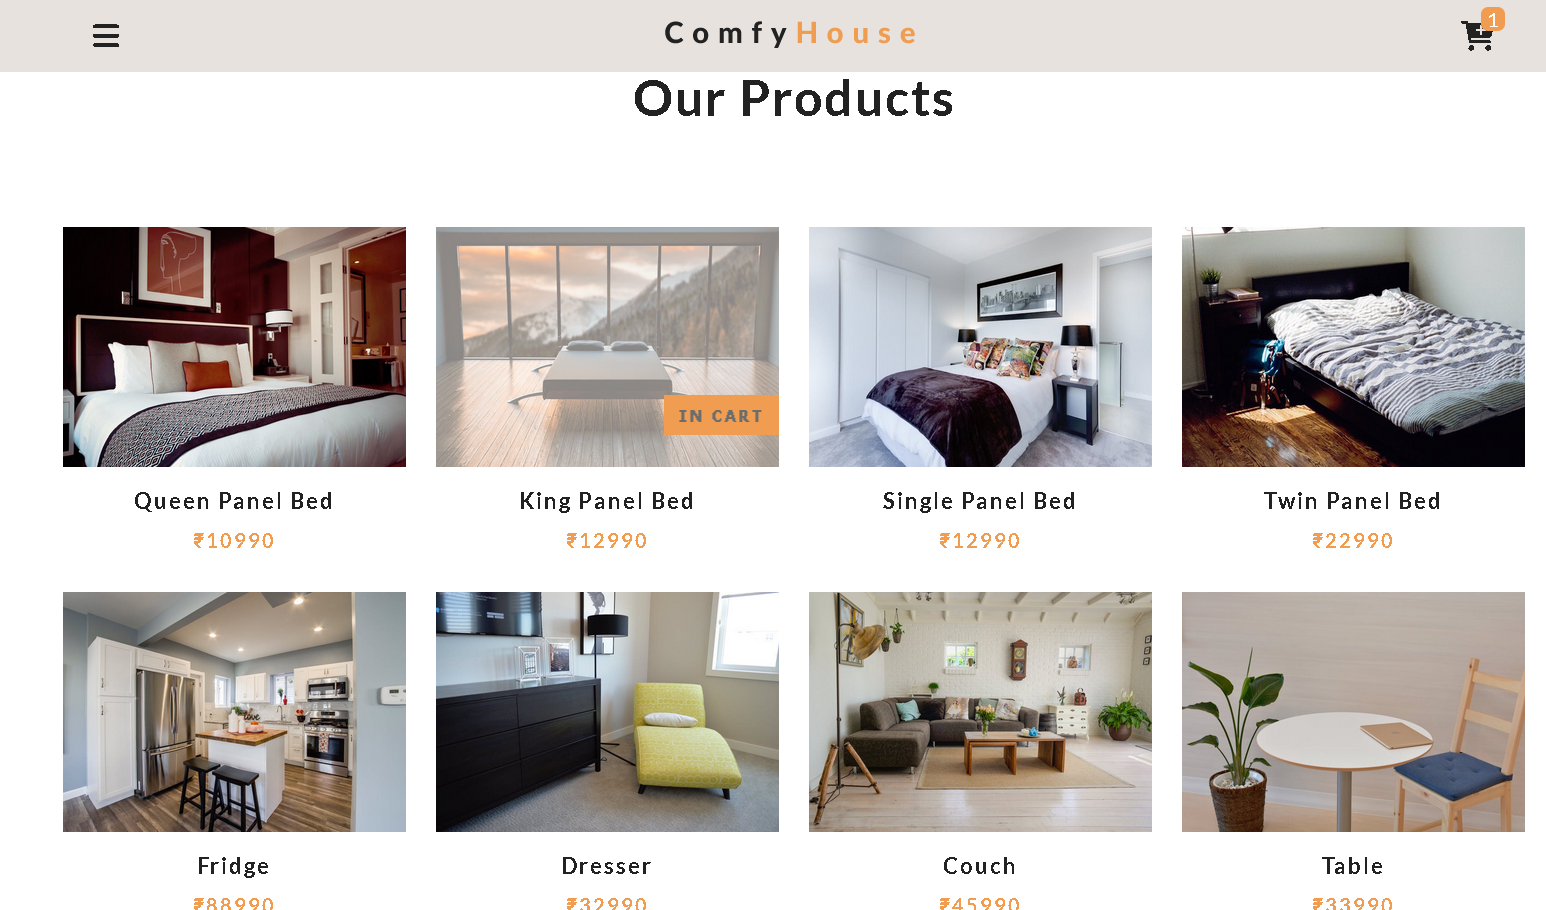 ComfyHouse
1
Our Products
IN CART
Queen Panel Bed
King Panel Bed
Single Panel Bed
Twin Panel Bed
₹10990
₹12990
₹12990
₹22990
Fridge
Dresser
Couch
Table
₹88990
₹32990
₹45990
₹33990